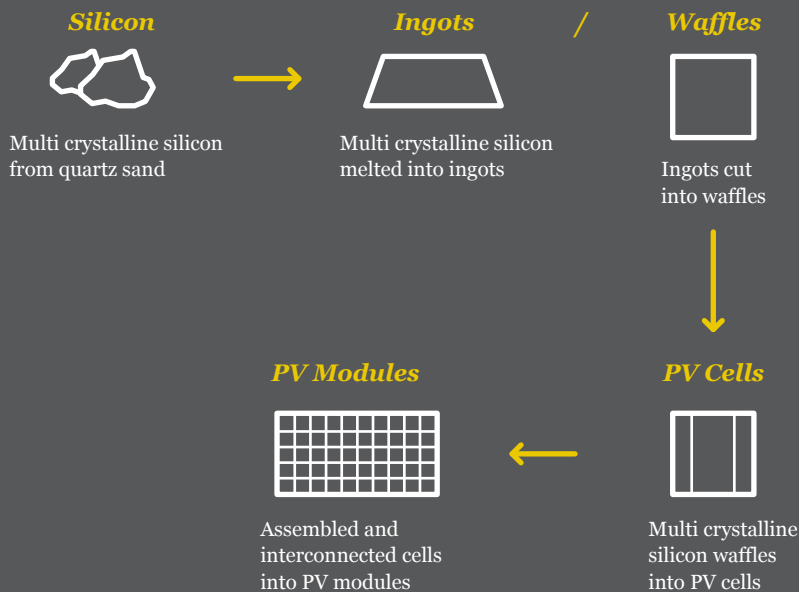 Silicon
Multi crystalline silicon
from quartz sand
Ingots
Multi crystalline silicon
melted into ingots
/
Waffles
Ingots cut
into waffles
PV Cells
Multi crystalline
silicon waffles
into PV cells
PV Modules
Assembled and
interconnected cells
into PV modules